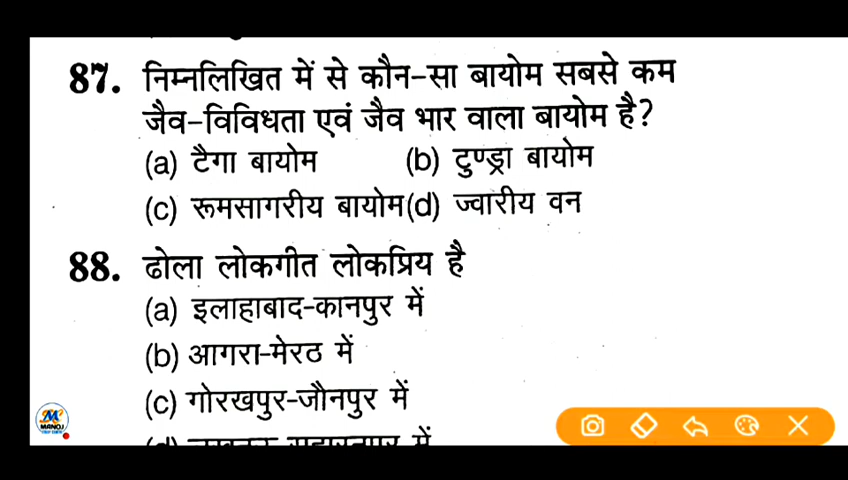 87. निम्नलिखित में से कौन-सा बायोम सबसे कम
जैव-विविधता एवं जैव भार वाला बायोम है?
(a) टैगा बायोम (b) टुण्ड्रा बायोम
(c) रूमसागरीय बायोम (d) ज्वारीय वन
88. ढोला लोकगीत लोकप्रिय है
(a) इलाहाबाद-कानपुर में
(b) आगरा-मेरठ में
(c) गोरखपुर-जौनपुर में
में
MANOJ